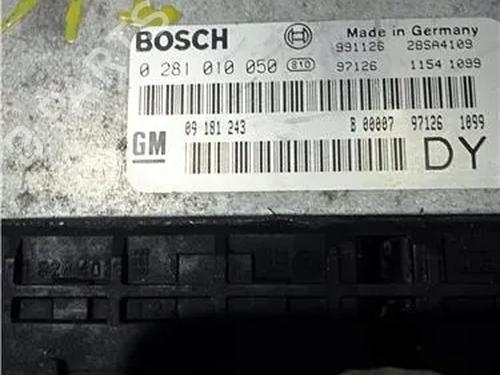 BOSCH
Made in Germany
991126 28SA4109
0 281 010 050 810 97126 1154 1099
GM
09 181 243 B 00007 97126 1099
DY